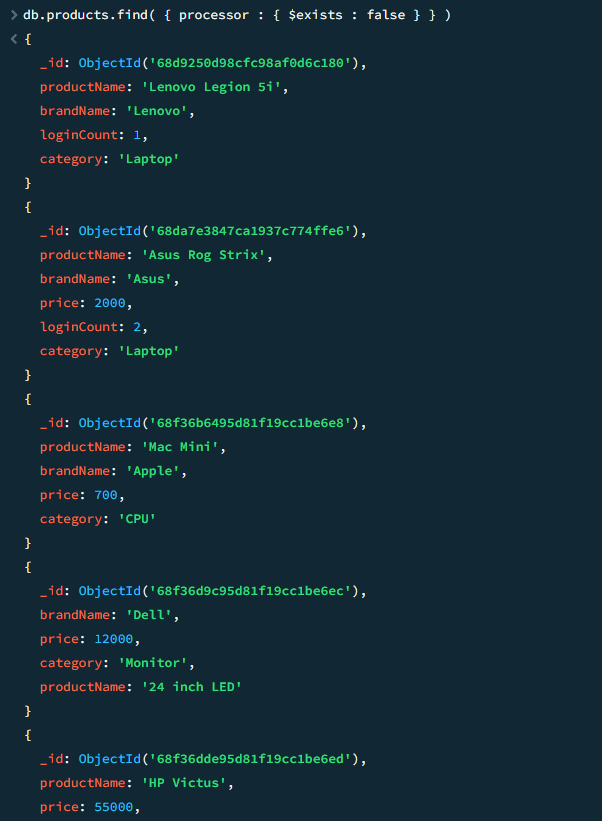 db.products.find( { processor : { $exists : false } } )
{
_id: ObjectId('68d9250d98cfc98af0d6c180'),
productName: 'Lenovo Legion 5i',
brandName: 'Lenovo',
loginCount: 1,
category: 'Laptop'
}
{
_id: ObjectId('68da7e3847ca1937c774ffe6'),
productName: 'Asus Rog Strix',
brandName: 'Asus',
price: 2000,
loginCount: 2,
category: 'Laptop'
}
{
_id: ObjectId('68f36b6495d81f19cc1be6e8'),
productName: 'Mac Mini',
brandName: 'Apple',
price: 700,
category: 'CPU'
}
{
_id: ObjectId('68f36d9c95d81f19cc1be6ec'),
brandName: 'Dell',
price: 12000,
category: 'Monitor',
productName: '24 inch LED'
}
{
_id: ObjectId('68f36dde95d81f19cc1be6ed'),
productName: 'HP Victus',
price: 55000,